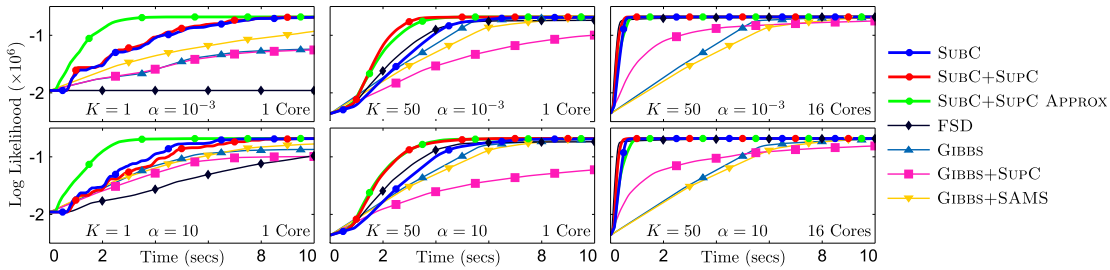 Log Likelihood (×10⁶)
-1
-2
K = 1 α = 10⁻³ 1 Core
K = 50 α = 10⁻³ 1 Core
K = 50 α = 10⁻³ 16 Cores
-1
-2
K = 1 α = 10 1 Core
K = 50 α = 10 1 Core
K = 50 α = 10 16 Cores
0 2 Time (secs) 8 10
0 2 Time (secs) 8 10
0 2 Time (secs) 8 10
SUBC
SUBC+SUPC
SUBC+SUPC APPROX
FSD
GIBBS
GIBBS+SUPC
GIBBS+SAMS